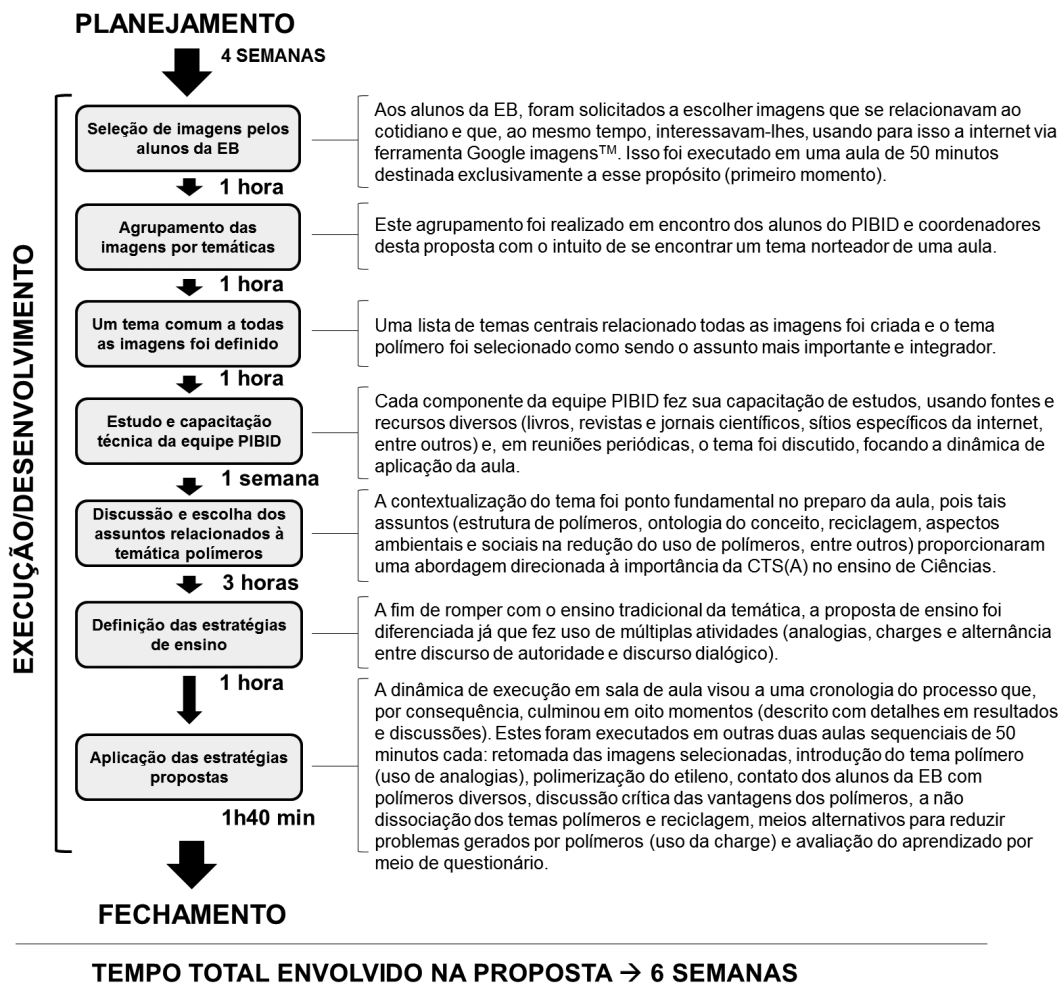 PLANEJAMENTO
4 SEMANAS
EXECUÇÃO/DESENVOLVIMENTO
Seleção de imagens pelos
alunos da EB
Aos alunos da EB, foram solicitados a escolher imagens que se relacionavam ao
cotidiano e que, ao mesmo tempo, interessavam-lhes, usando para isso a internet via
ferramenta Google imagens™. Isso foi executado em uma aula de 50 minutos
destinada exclusivamente a esse propósito (primeiro momento).
1 hora
Agrupamento das
imagens por temáticas
Este agrupamento foi realizado em encontro dos alunos do PIBID e coordenadores
desta proposta com o intuito de se encontrar um tema norteador de uma aula.
1 hora
Um tema comum a todas
as imagens foi definido
Uma lista de temas centrais relacionado todas as imagens foi criada e o tema
polímero foi selecionado como sendo o assunto mais importante e integrador.
1 hora
Estudo e capacitação
técnica da equipe PIBID
Cada componente da equipe PIBID fez sua capacitação de estudos, usando fontes e
recursos diversos (livros, revistas e jornais científicos, sítios específicos da internet,
entre outros) e, em reuniões periódicas, o tema foi discutido, focando a dinâmica de
aplicação da aula.
1 semana
Discussão e escolha dos
assuntos relacionados à
temática polímeros
A contextualização do tema foi ponto fundamental no preparo da aula, pois tais
assuntos (estrutura de polímeros, ontologia do conceito, reciclagem, aspectos
ambientais e sociais na redução do uso de polímeros, entre outros) proporcionaram
uma abordagem direcionada à importância da CTS(A) no ensino de Ciências.
3 horas
Definição das estratégias
de ensino
A fim de romper com o ensino tradicional da temática, a proposta de ensino foi
diferenciada já que fez uso de múltiplas atividades (analogias, charges e alternância
entre discurso de autoridade e discurso dialógico).
1 hora
Aplicação das estratégias
propostas
A dinâmica de execução em sala de aula visou a uma cronologia do processo que,
por consequência, culminou em oito momentos (descrito com detalhes em resultados
e discussões). Estes foram executados em outras duas aulas sequenciais de 50
minutos cada: retomada das imagens selecionadas, introdução do tema polímero
(uso de analogias), polimerização do etileno, contato dos alunos da EB com
polímeros diversos, discussão crítica das vantagens dos polímeros, a não
dissociação dos temas polímeros e reciclagem, meios alternativos para reduzir
problemas gerados por polímeros (uso da charge) e avaliação do aprendizado por
meio de questionário.
1h40 min
FECHAMENTO
TEMPO TOTAL ENVOLVIDO NA PROPOSTA → 6 SEMANAS